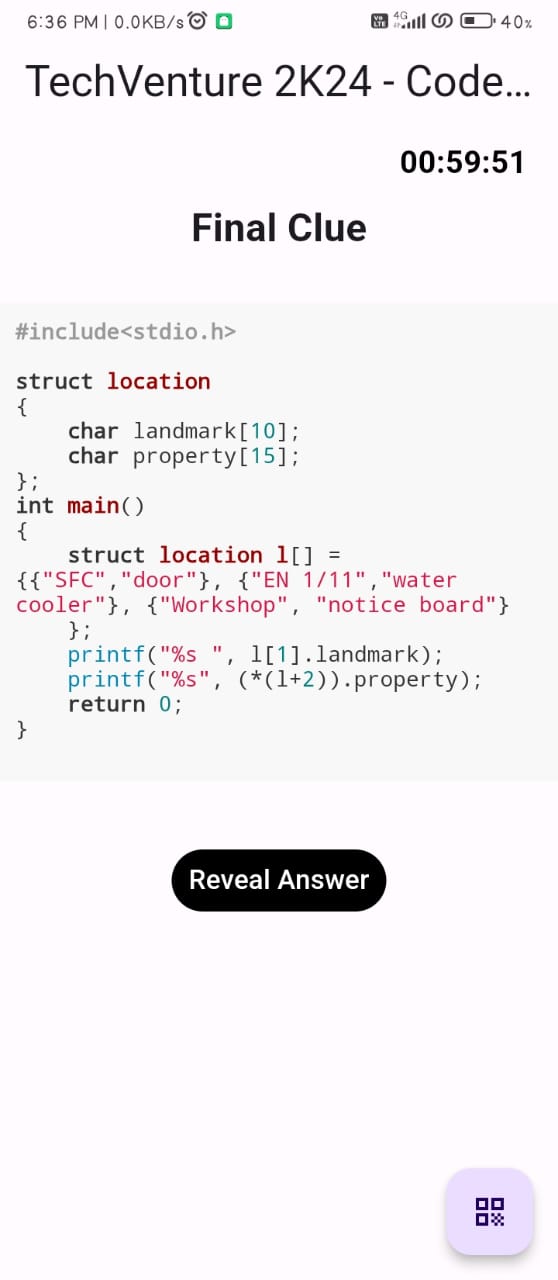 6:36 PM | 0.0KB/s Vo LTE 4G 40%
TechVenture 2K24 - Code...
00:59:51
Final Clue
#include<stdio.h>
struct location
{
    char landmark[10];
    char property[15];
};
int main()
{
    struct location l[] =
{{"SFC","door"}, {"EN 1/11","water
cooler"}, {"Workshop", "notice board"}
    };
    printf("%s ", l[1].landmark);
    printf("%s", (*(l+2)).property);
    return 0;
}
Reveal Answer